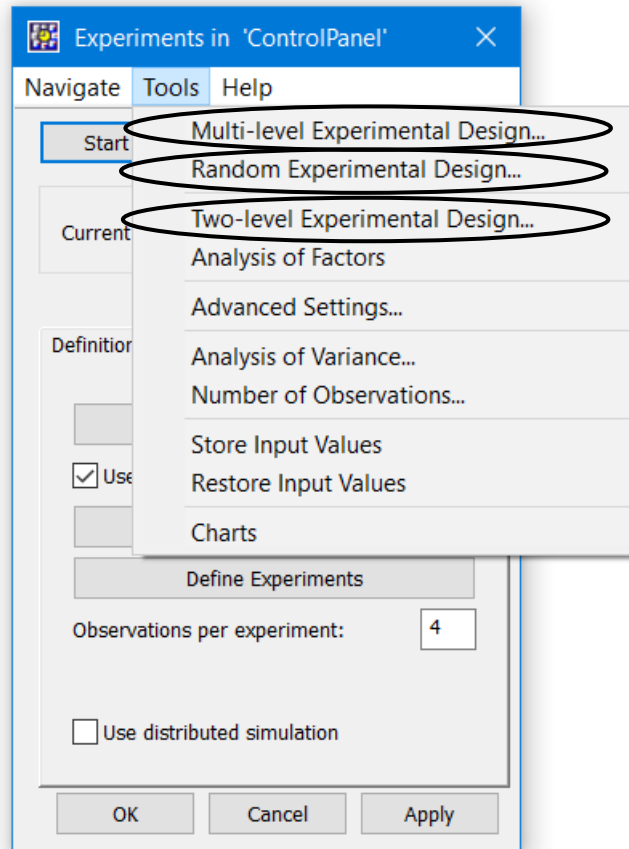 Experiments in 'ControlPanel'
Navigate Tools Help
Start
Multi-level Experimental Design...
Random Experimental Design...
Current
Two-level Experimental Design...
Analysis of Factors
Advanced Settings...
Definition
Analysis of Variance...
Number of Observations...
Store Input Values
Use
Restore Input Values
Charts
Define Experiments
Observations per experiment: 4
Use distributed simulation
OK Cancel Apply